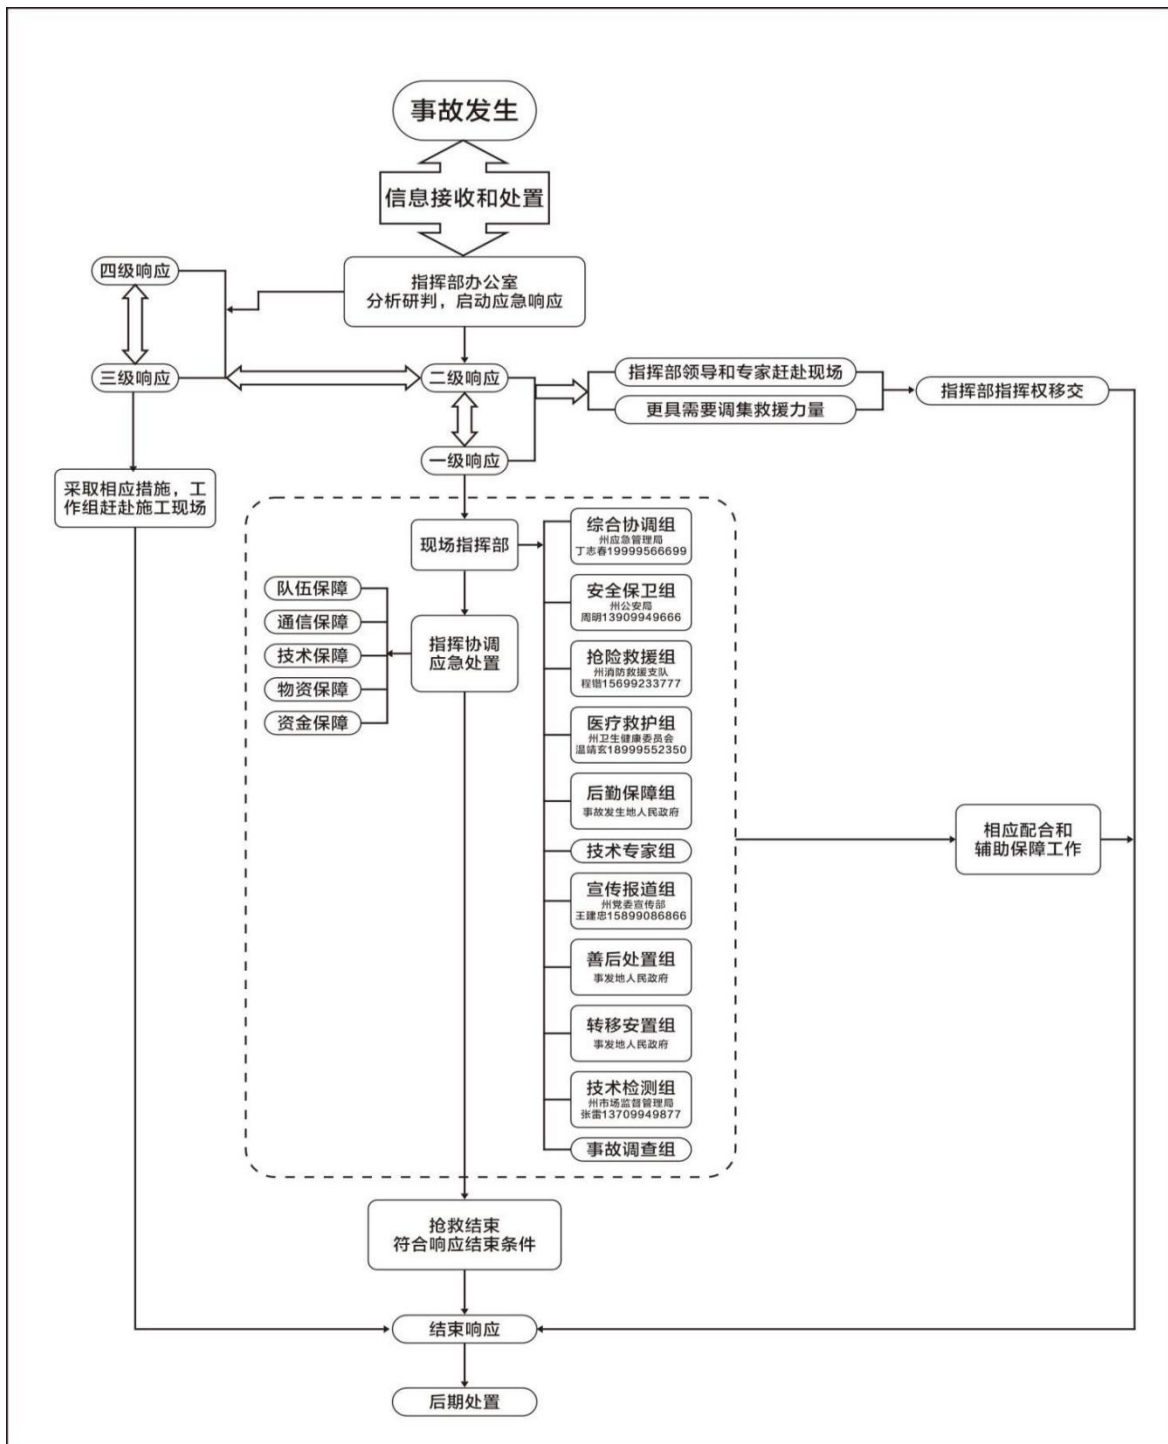 事故发生
信息接收和处置
指挥部办公室
分析研判，启动应急响应
四级响应
三级响应
二级响应
一级响应
指挥部领导和专家赶赴现场
更具需要调集救援力量
指挥部指挥权移交
采取相应措施，工
作组赶赴施工现场
现场指挥部
指挥协调
应急处置
队伍保障
通信保障
技术保障
物资保障
资金保障
综合协调组
州应急管理局
丁志春19999566699
安全保卫组
州公安局
周明13909949666
抢险救援组
州消防救援支队
程锴15699233777
医疗救护组
州卫生健康委员会
温靖玄18999552350
后勤保障组
事故发生地人民政府
技术专家组
宣传报道组
州党委宣传部
王建忠15899086866
善后处置组
事发地人民政府
转移安置组
事发地人民政府
技术检测组
州市场监督管理局
张雷13709949877
事故调查组
相应配合和
辅助保障工作
抢救结束
符合响应结束条件
结束响应
后期处置